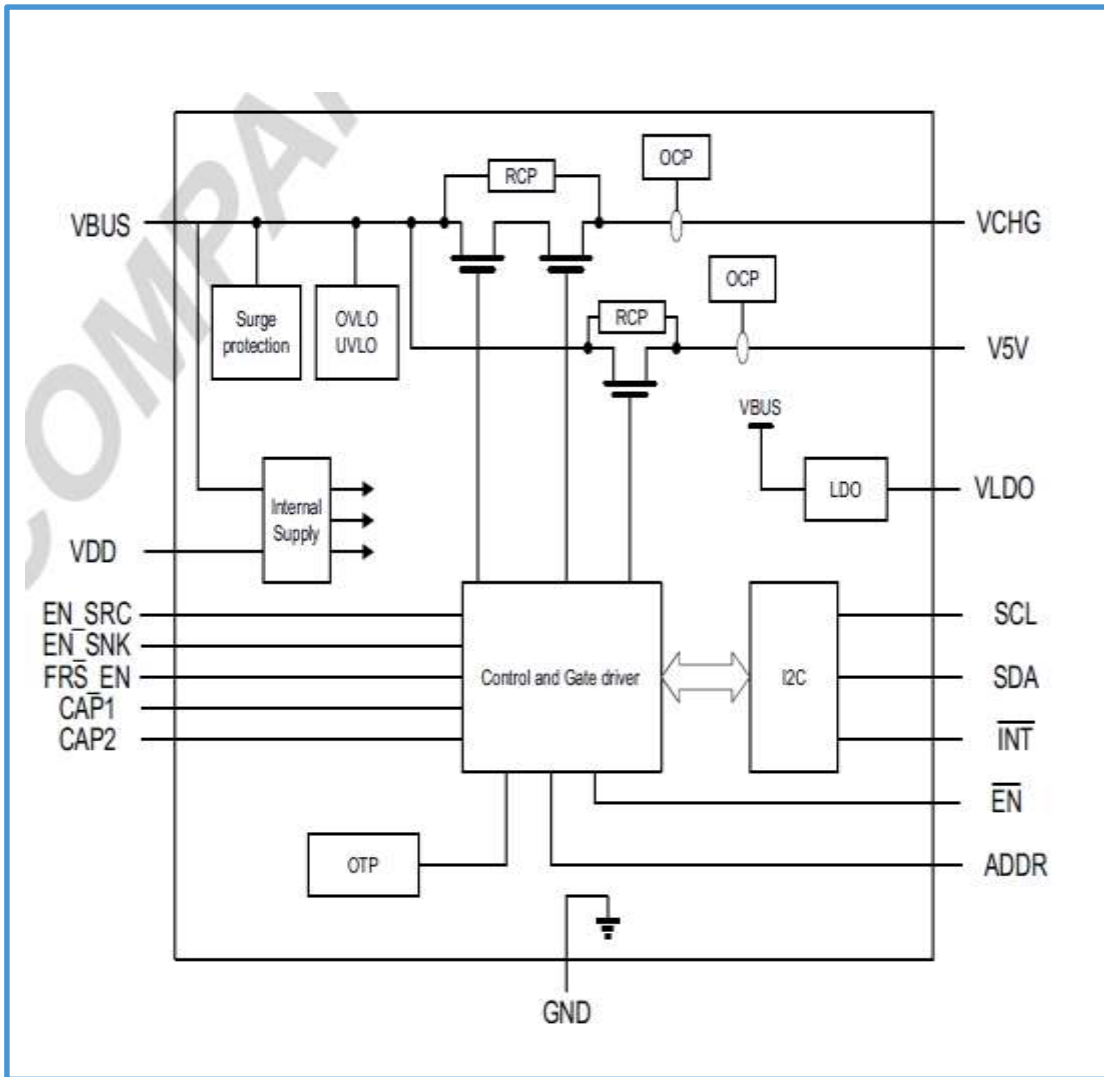 COMPAN
OCP
RCP
VBUS
VCHG
OCP
Surge
protection
OVLO
UVLO
RCP
V5V
VBUS
LDO
VLDO
Internal
Supply
VDD
EN_SRC
EN_SNK
FRS_EN
CAP1
CAP2
Control and Gate driver
I2C
SCL
SDA
INT
EN
OTP
ADDR
GND